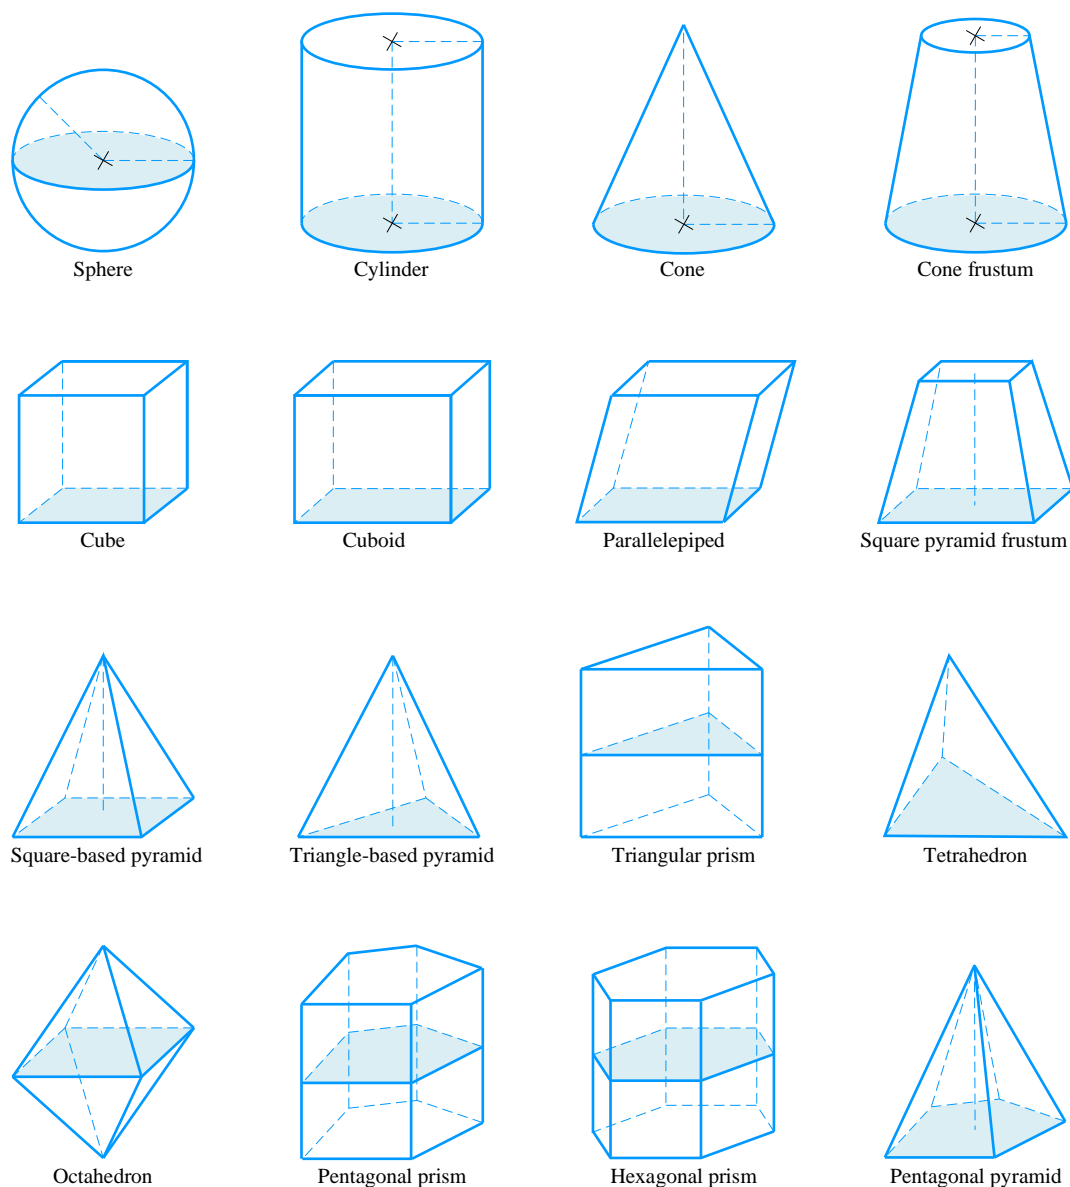 Sphere
Cylinder
Cone
Cone frustum
Cube
Cuboid
Parallelepiped
Square pyramid frustum
Square-based pyramid
Triangle-based pyramid
Triangular prism
Tetrahedron
Octahedron
Pentagonal prism
Hexagonal prism
Pentagonal pyramid